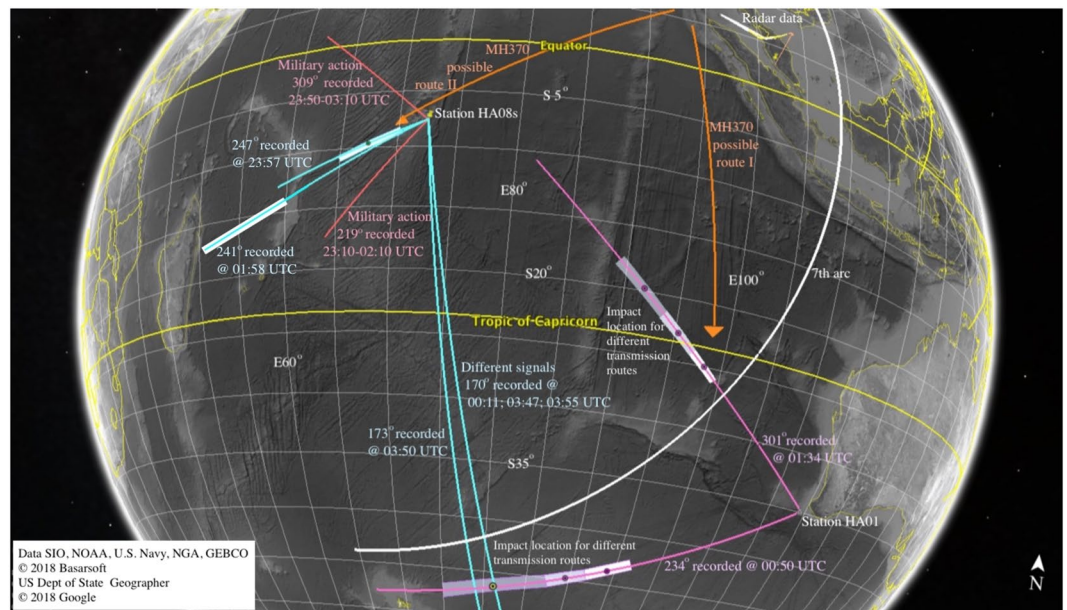 Radar data
MH370
possible
route II
Equator
Military action
309° recorded
23:50-03:10 UTC
S 5°
Station HA08s
247° recorded
@ 23:57 UTC
MH370
possible
route I
E80°
Military action
219° recorded
23:10-02:10 UTC
241° recorded
@ 01:58 UTC
S20°
E100°
7th arc
Impact
location for
different
transmission
routes
Tropic of Capricorn
E60°
Different signals
170° recorded @
00:11; 03:47; 03:55 UTC
173° recorded
@ 03:50 UTC
301° recorded
@ 01:34 UTC
S35°
Station HA01
Impact location for different
transmission routes
234° recorded @ 00:50 UTC
Data SIO, NOAA, U.S. Navy, NGA, GEBCO
© 2018 Basarsoft
US Dept of State Geographer
© 2018 Google
N